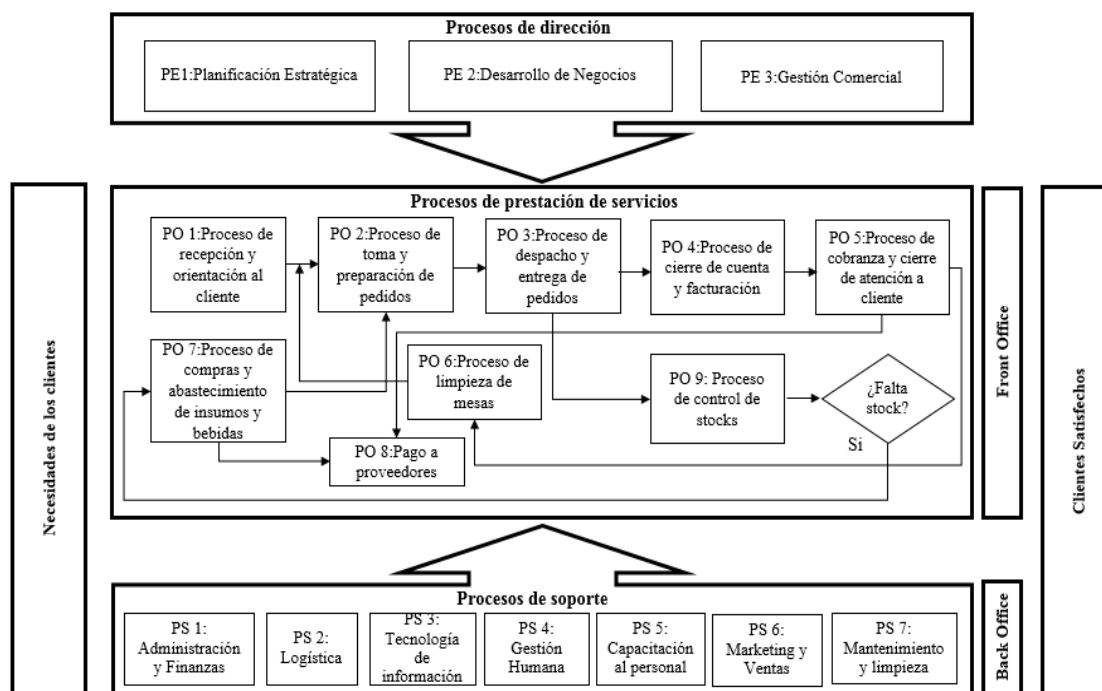 Procesos de dirección
PE1:Planificación Estratégica
PE 2:Desarrollo de Negocios
PE 3:Gestión Comercial
Necesidades de los clientes
Procesos de prestación de servicios
PO 1:Proceso de
recepción y
orientación al
cliente
PO 2:Proceso de
toma y
preparación de
pedidos
PO 3:Proceso de
despacho y
entrega de
pedidos
PO 4:Proceso de
cierre de cuenta
y facturación
PO 5:Proceso de
cobranza y cierre
de atención a
cliente
PO 7:Proceso de
compras y
abastecimiento
de insumos y
bebidas
PO 6:Proceso de
limpieza de
mesas
PO 9: Proceso
de control de
stocks
¿Falta
stock?
Si
PO 8:Pago a
proveedores
Front Office
Clientes Satisfechos
Procesos de soporte
PS 1:
Administración
y Finanzas
PS 2:
Logística
PS 3:
Tecnología
de
información
PS 4:
Gestión
Humana
PS 5:
Capacitación
al personal
PS 6:
Marketing y
Ventas
PS 7:
Mantenimiento
y limpieza
Back Office